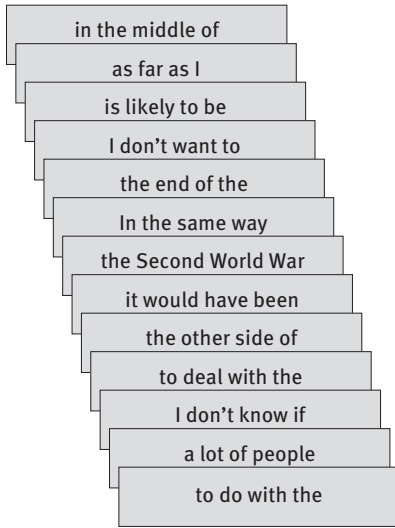 in the middle of
as far as I
is likely to be
I don't want to
the end of the
In the same way
the Second World War
it would have been
the other side of
to deal with the
I don't know if
a lot of people
to do with the